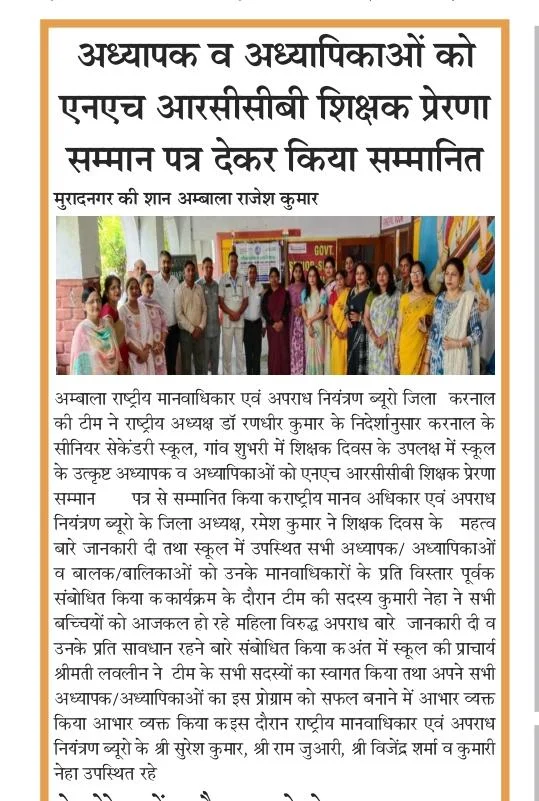 अध्यापक व अध्यापिकाओं को
एनएच आरसीसीबी शिक्षक प्रेरणा
सम्मान पत्र देकर किया सम्मानित
मुरादनगर की शान अम्बाला राजेश कुमार
GOVT.
अम्बाला राष्ट्रीय मानवाधिकार एवं अपराध नियंत्रण ब्यूरो जिला करनाल
की टीम ने राष्ट्रीय अध्यक्ष डॉ रणधीर कुमार के निदेर्शानुसार करनाल के
सीनियर सेकेंडरी स्कूल, गांव शुभरी में शिक्षक दिवस के उपलक्ष में स्कूल
के उत्कृष्ट अध्यापक व अध्यापिकाओं को एनएच आरसीसीबी शिक्षक प्रेरणा
सम्मान पत्र से सम्मानित किया कराष्ट्रीय मानव अधिकार एवं अपराध
नियंत्रण ब्यूरो के जिला अध्यक्ष, रमेश कुमार ने शिक्षक दिवस के महत्व
बारे जानकारी दी तथा स्कूल में उपस्थित सभी अध्यापक/ अध्यापिकाओं
व बालक/बालिकाओं को उनके मानवाधिकारों के प्रति विस्तार पूर्वक
संबोधित किया ककार्यक्रम के दौरान टीम की सदस्य कुमारी नेहा ने सभी
बच्चियों को आजकल हो रहे महिला विरुद्ध अपराध बारे जानकारी दी व
उनके प्रति सावधान रहने बारे संबोधित किया कअंत में स्कूल की प्राचार्य
श्रीमती लवलीन ने टीम के सभी सदस्यों का स्वागत किया तथा अपने सभी
अध्यापक/अध्यापिकाओं का इस प्रोग्राम को सफल बनाने में आभार व्यक्त
किया आभार व्यक्त किया कइस दौरान राष्ट्रीय मानवाधिकार एवं अपराध
नियंत्रण ब्यूरो के श्री सुरेश कुमार, श्री राम जुआरी, श्री विजेंद्र शर्मा व कुमारी
नेहा उपस्थित रहे